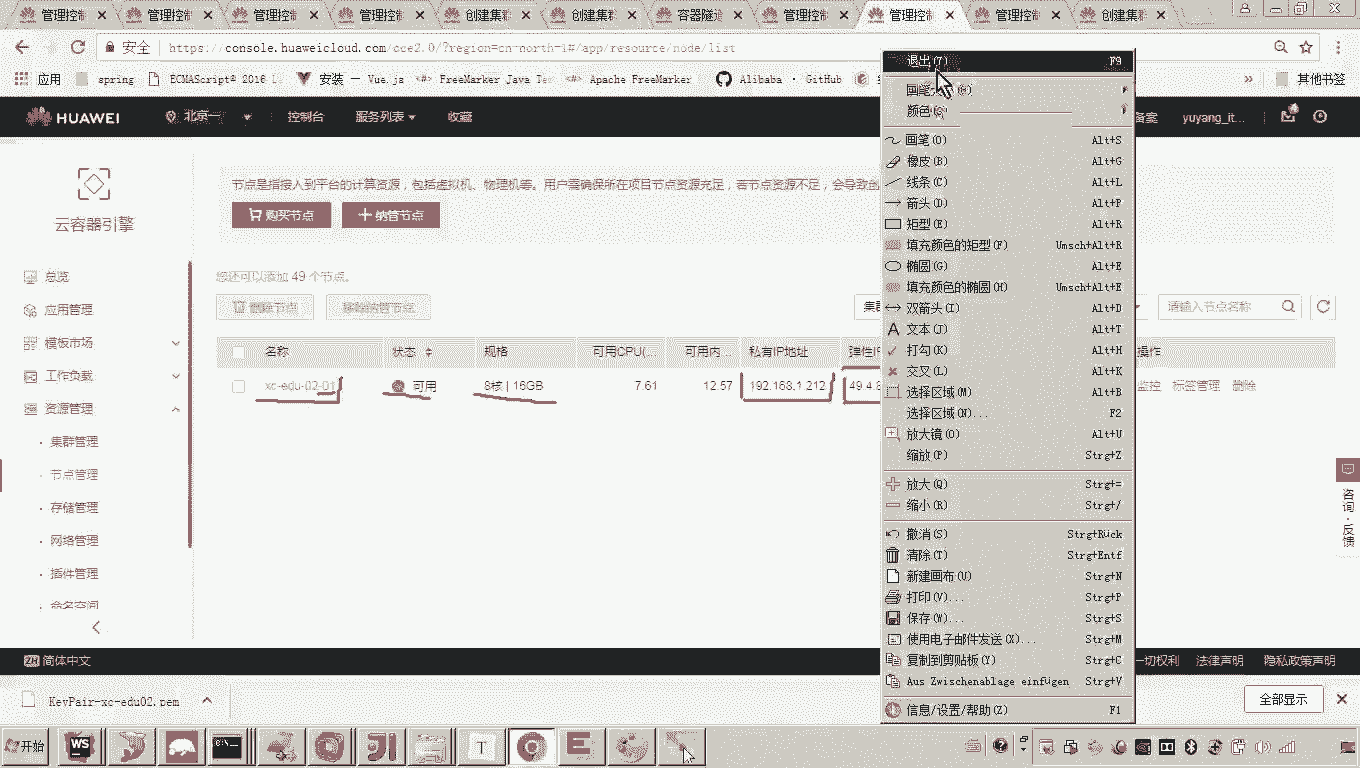 管理控制 管理控制 管理控制 管理控制 创建集群 创建集群 容器隧道 管理控制 管理控制 管理控制 创建集群
安全 https://console.huaweicloud.com/cce2.0/?region=cn-north-1#/app/resource/node/list
应用 spring ECMAScript® 2016 安装 — Vue.js FreeMarker Java Te Apache FreeMarker Alibaba · GitHub » 其他书签
HUAWEI 北京一 控制台 服务列表 收藏 备案 yuyang_it...
云容器引擎
总览
应用管理
模板市场
工作负载
资源管理
集群管理
节点管理
存储管理
网络管理
插件管理
命名空间
节点是指接入到平台的计算资源，包括虚拟机、物理机等。用户需确保所在项目节点资源充足，若节点资源不足，会导致创
购买节点 纳管节点
您还可以添加 49 个节点。
删除节点 移除纳管节点 请输入节点名称
名称 状态 规格 可用CPU(... 可用内... 私有IP地址 弹性IP 操作
xc-edu-02-01 可用 8核 | 16GB 7.61 12.57 192.168.1.212 49.4.8 监控 标签管理 删除
退出(T) F9
颜色
画笔(O) Alt+S
橡皮(B) Alt+G
线条(C) Alt+L
箭头(D) Alt+P
矩型(E) Alt+R
填充颜色的矩型(F) Umsch+Alt+R
椭圆(G) Alt+E
填充颜色的椭圆(H) Umsch+Alt+E
双箭头(I) Alt+D
文本(J) Alt+T
打勾(K) Alt+H
交叉(L) Alt+K
选择区域(M) Alt+B
选择区域(N)... F2
放大镜(O) Alt+U
缩放(P) Strg+Z
放大(Q) Strg+=
缩小(R) Strg+/
撤消(S) Strg+Rück
清除(T) Strg+Entf
新建画布(U) Strg+N
打印(V)... Strg+P
保存(W)... Strg+S
使用电子邮件发送(X)... Strg+M
复制到剪贴板(Y) Strg+C
Aus Zwischenablage einfügen Strg+V
信息/设置/帮助(Z) F1
咨询·反馈
简体中文 一切权利 法律声明 隐私政策声明
KeyPair-xc-edu02.pem 全部显示
开始